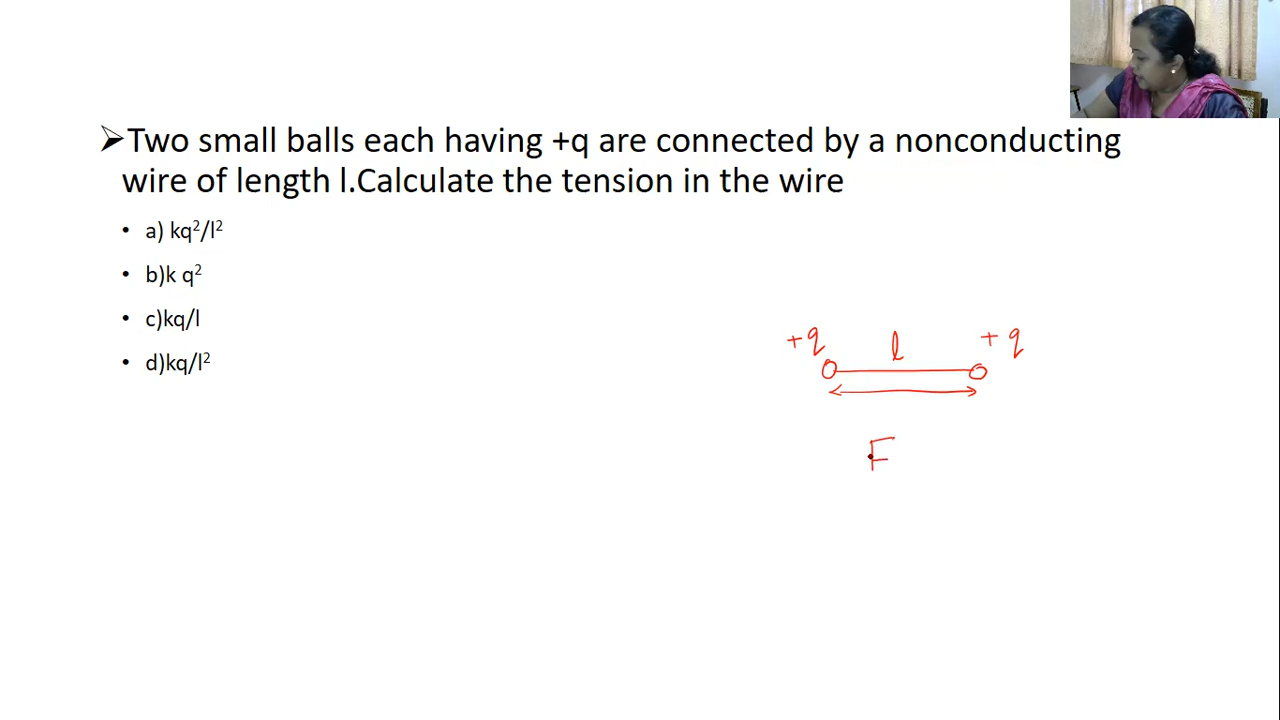 ➢Two small balls each having +q are connected by a nonconducting
wire of length l.Calculate the tension in the wire
• a) kq²/l²
• b)k q²
• c)kq/l
• d)kq/l²
+q l +q
F